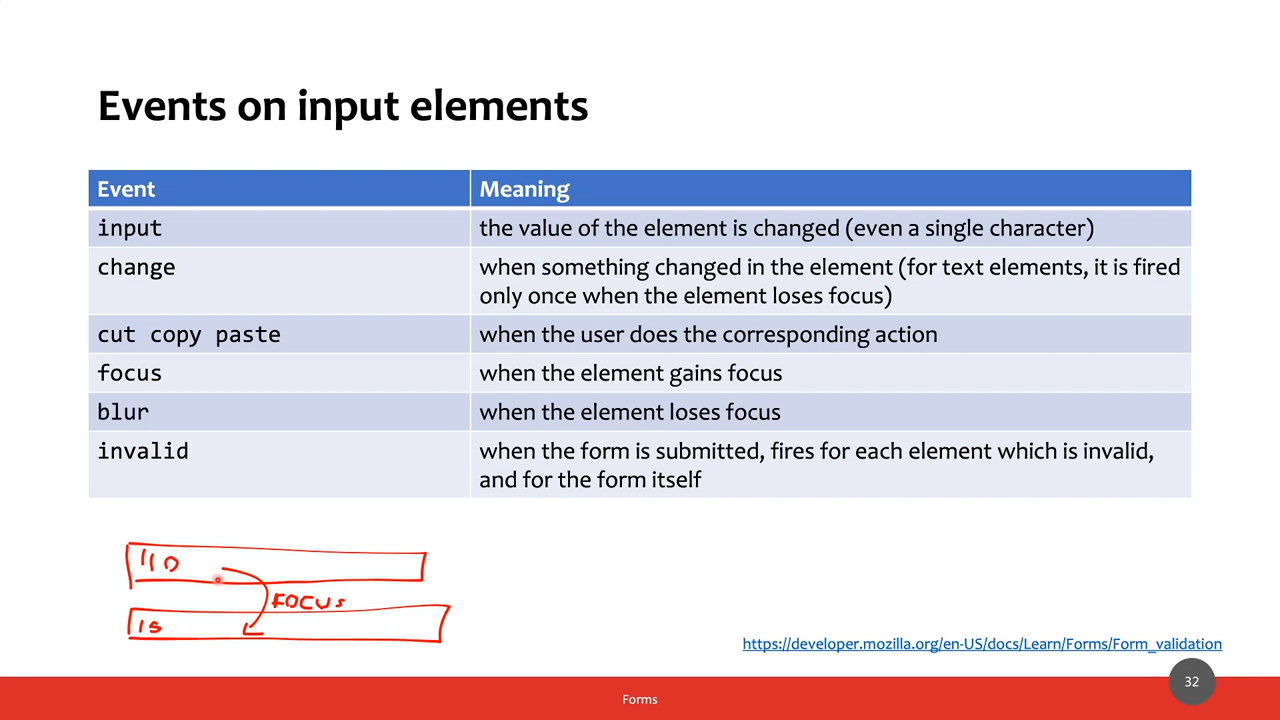 Events on input elements
Event Meaning
input the value of the element is changed (even a single character)
change when something changed in the element (for text elements, it is fired
only once when the element loses focus)
cut copy paste when the user does the corresponding action
focus when the element gains focus
blur when the element loses focus
invalid when the form is submitted, fires for each element which is invalid,
and for the form itself
110
FOCUS
https://developer.mozilla.org/en-US/docs/Learn/Forms/Form_validation
32
Forms